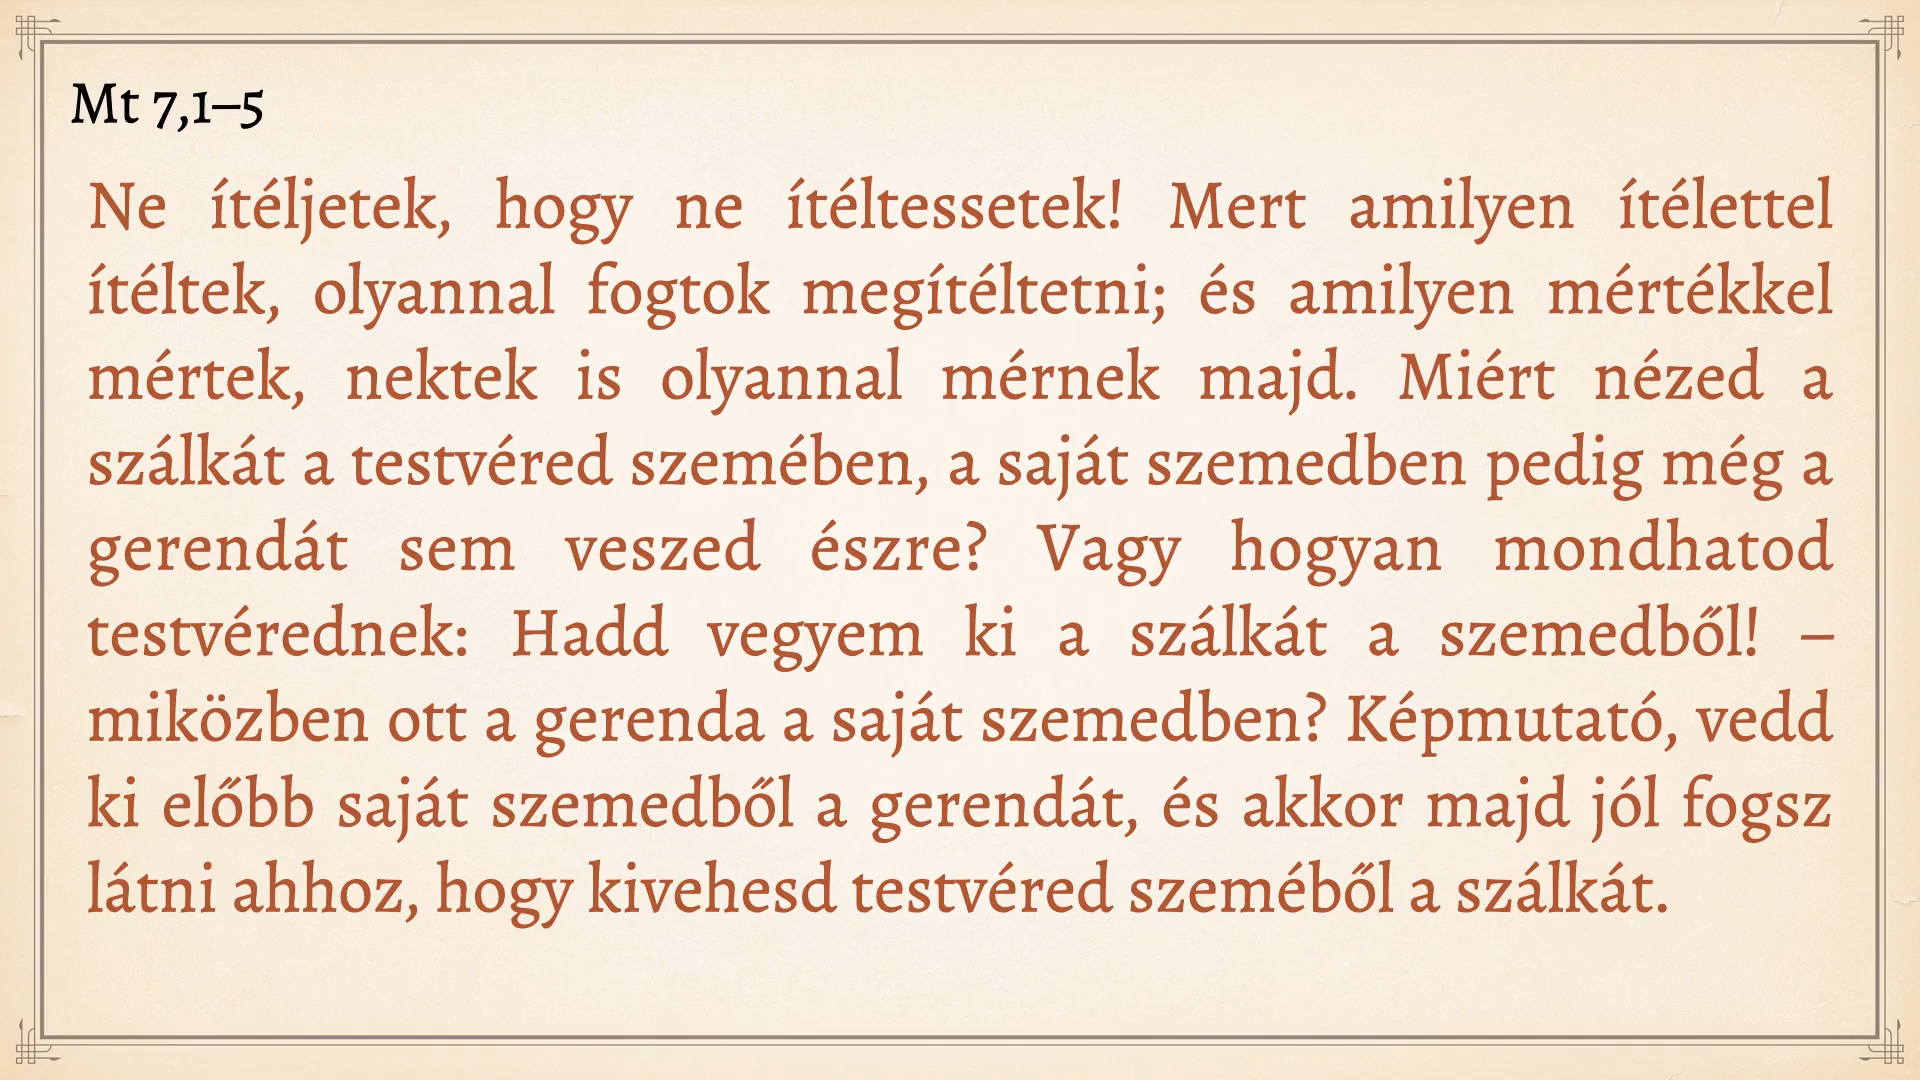 Mt 7,1–5
Ne ítéljetek, hogy ne ítéltessetek! Mert amilyen ítélettel
ítéltek, olyannal fogtok megítéltetni; és amilyen mértékkel
mértek, nektek is olyannal mérnek majd. Miért nézed a
szálkát a testvéred szemében, a saját szemedben pedig még a
gerendát sem veszed észre? Vagy hogyan mondhatod
testvérednek: Hadd vegyem ki a szálkát a szemedből! –
miközben ott a gerenda a saját szemedben? Képmutató, vedd
ki előbb saját szemedből a gerendát, és akkor majd jól fogsz
látni ahhoz, hogy kivehesd testvéred szeméből a szálkát.